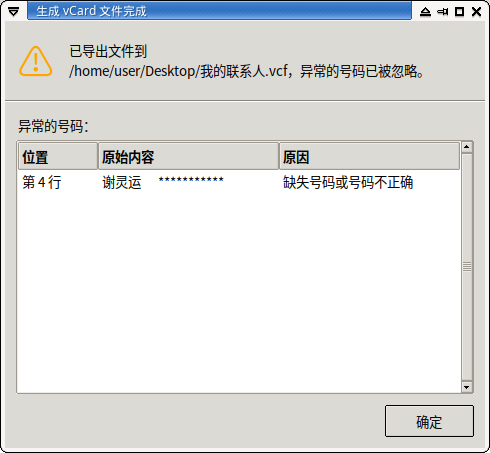 生成 vCard 文件完成
已导出文件到
/home/user/Desktop/我的联系人.vcf，异常的号码已被忽略。
异常的号码：
位置 原始内容 原因
第 4 行 谢灵运 *********** 缺失号码或号码不正确
确定